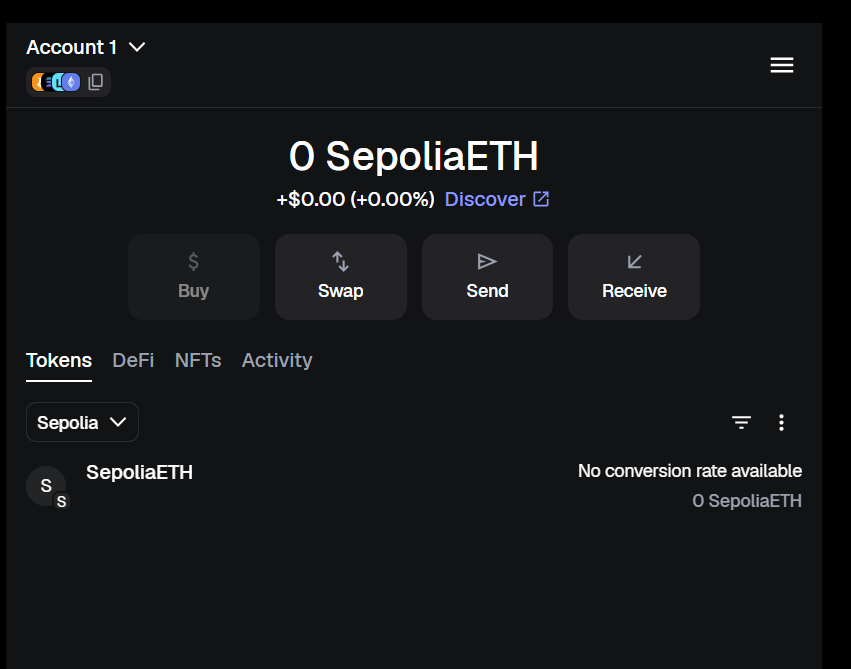 Account 1
0 SepoliaETH
+$0.00 (+0.00%) Discover
Buy Swap Send Receive
Tokens DeFi NFTs Activity
Sepolia
S S SepoliaETH No conversion rate available
0 SepoliaETH